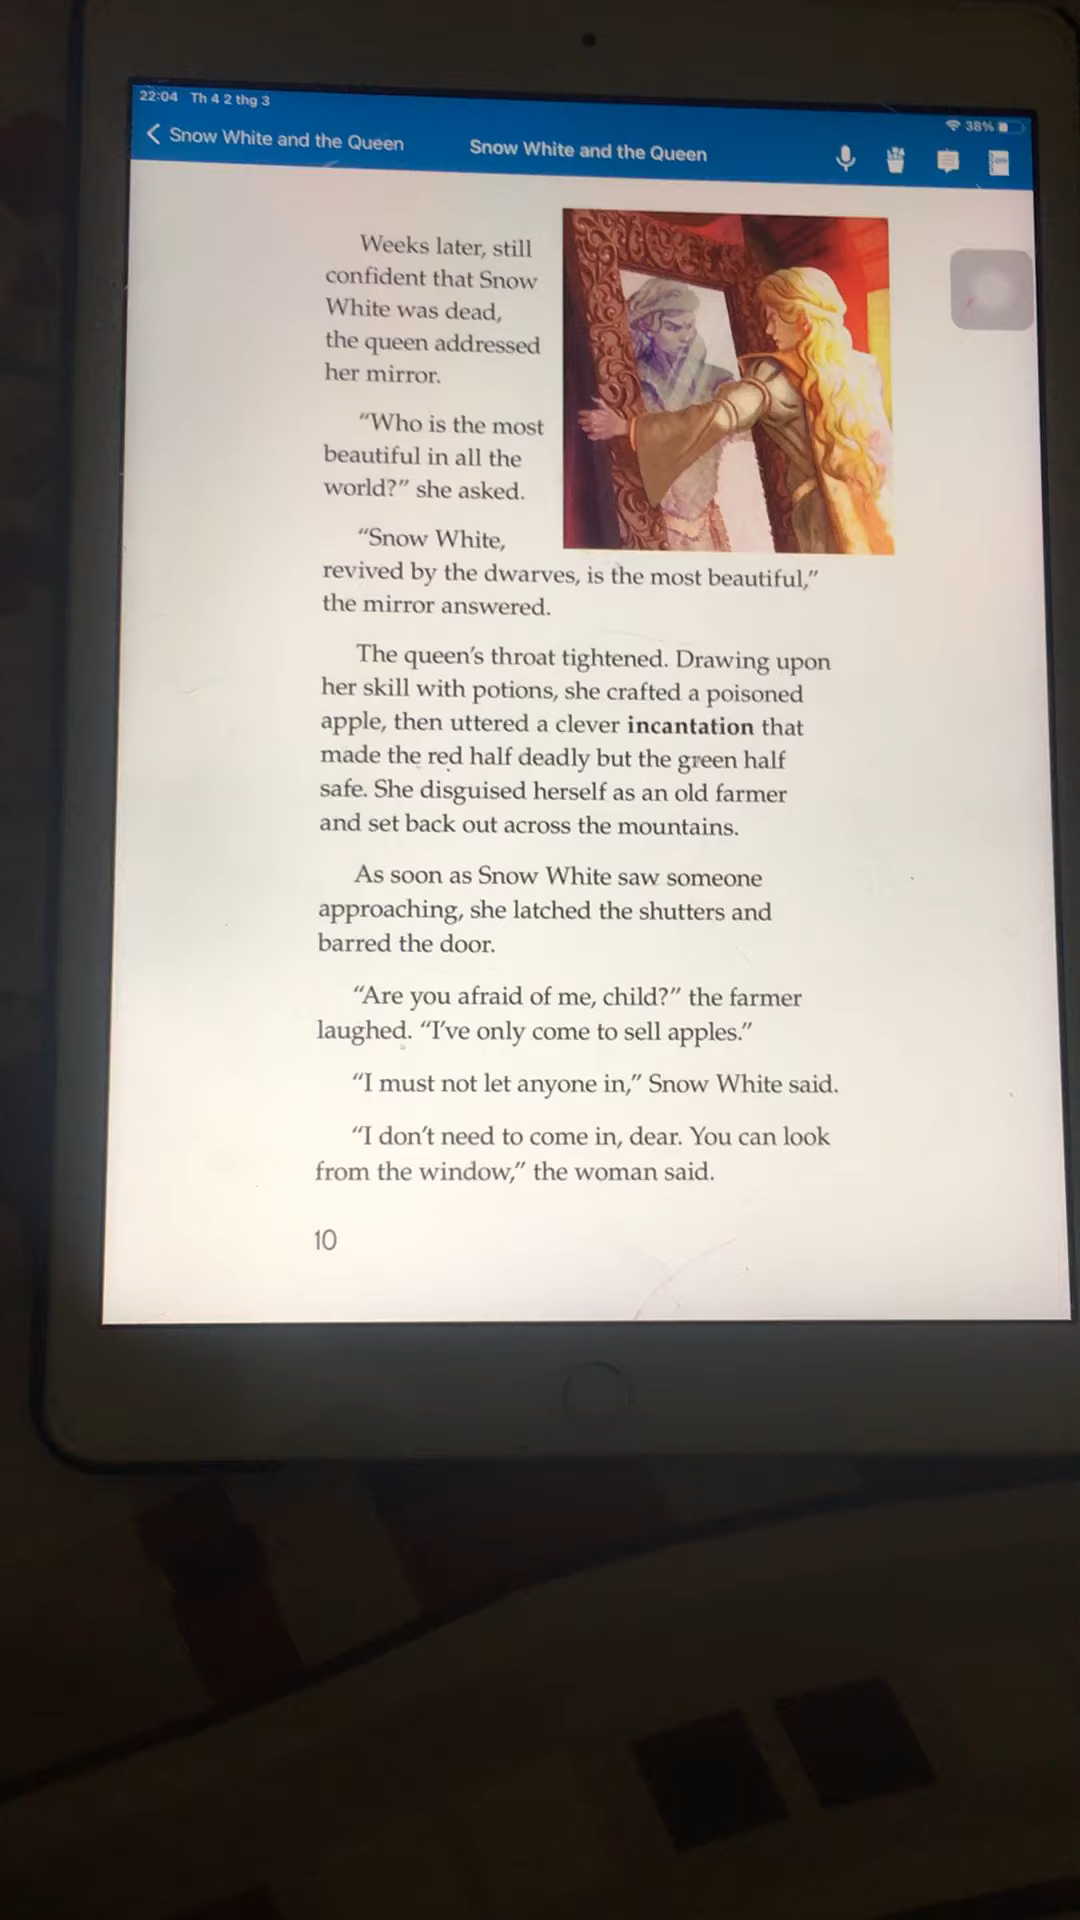 22:04 Th 4 2 thg 3
38%
Snow White and the Queen
Snow White and the Queen
Weeks later, still
confident that Snow
White was dead,
the queen addressed
her mirror.
“Who is the most
beautiful in all the
world?” she asked.
“Snow White,
revived by the dwarves, is the most beautiful,”
the mirror answered.
The queen’s throat tightened. Drawing upon
her skill with potions, she crafted a poisoned
apple, then uttered a clever incantation that
made the red half deadly but the green half
safe. She disguised herself as an old farmer
and set back out across the mountains.
As soon as Snow White saw someone
approaching, she latched the shutters and
barred the door.
“Are you afraid of me, child?” the farmer
laughed. “I’ve only come to sell apples.”
“I must not let anyone in,” Snow White said.
“I don’t need to come in, dear. You can look
from the window,” the woman said.
10